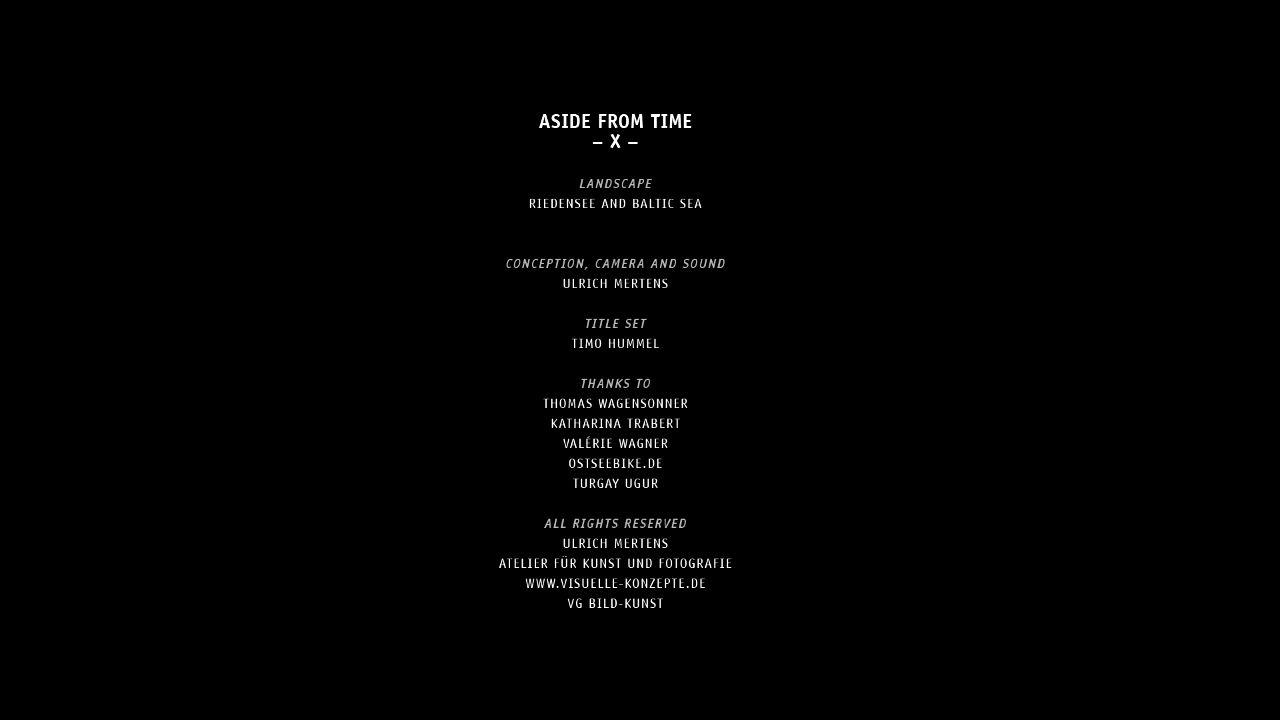 ASIDE FROM TIME
– X –
LANDSCAPE
RIEDENSEE AND BALTIC SEA
CONCEPTION, CAMERA AND SOUND
ULRICH MERTENS
TITLE SET
TIMO HUMMEL
THANKS TO
THOMAS WAGENSONNER
KATHARINA TRABERT
VALÉRIE WAGNER
OSTSEEBIKE.DE
TURGAY UGUR
ALL RIGHTS RESERVED
ULRICH MERTENS
ATELIER FÜR KUNST UND FOTOGRAFIE
WWW.VISUELLE-KONZEPTE.DE
VG BILD-KUNST